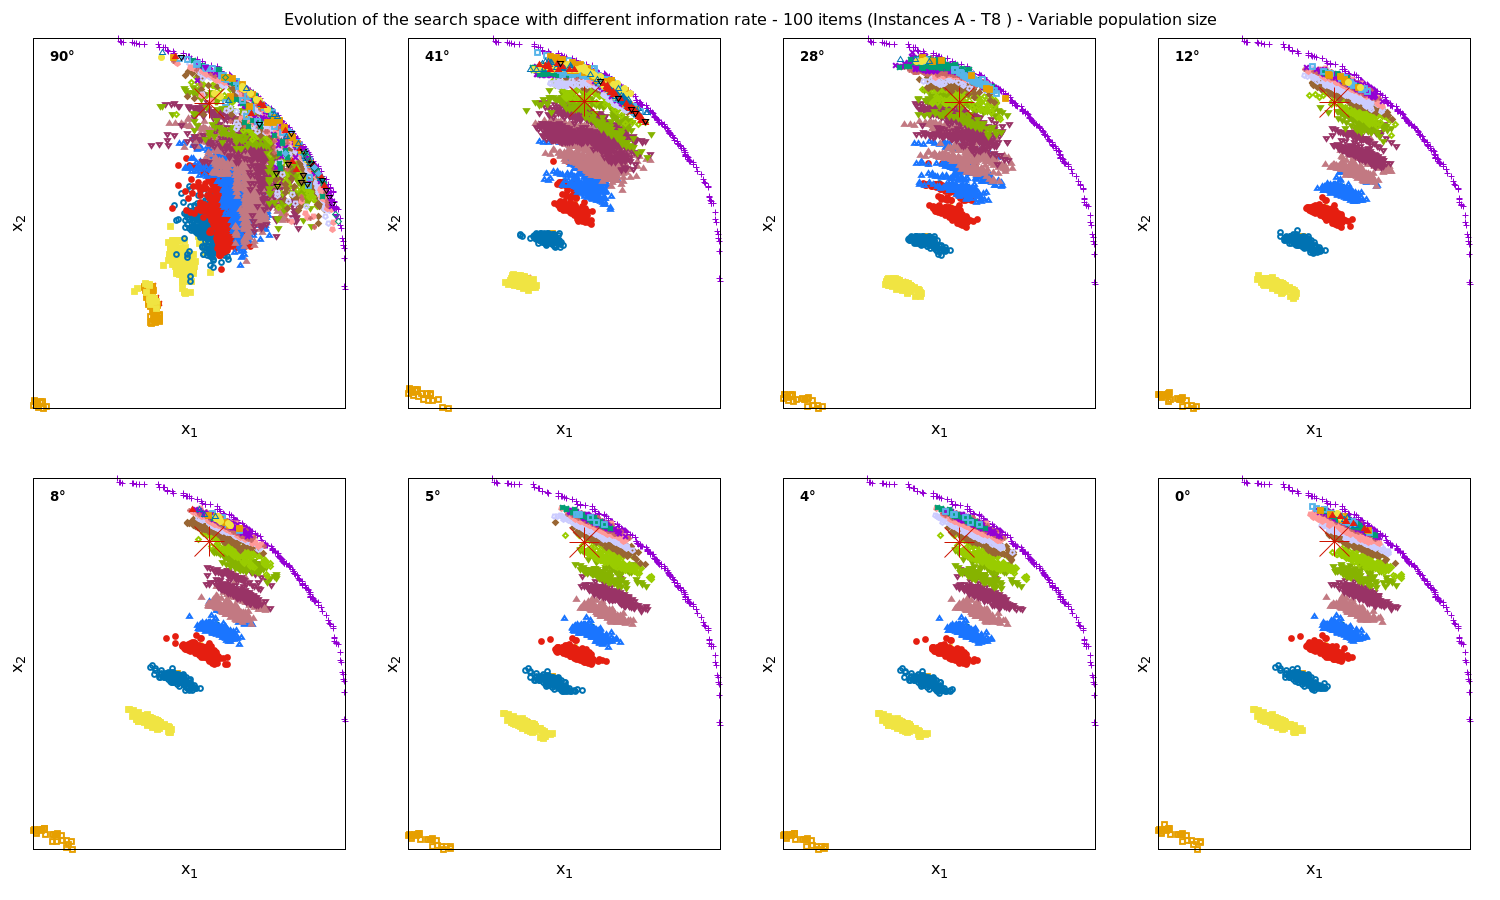 Evolution of the search space with different information rate - 100 items (Instances A - T8 ) - Variable population size
90°
41°
28°
12°
x2
x2
x2
x2
x1
x1
x1
x1
8°
5°
4°
0°
x2
x2
x2
x2
x1
x1
x1
x1